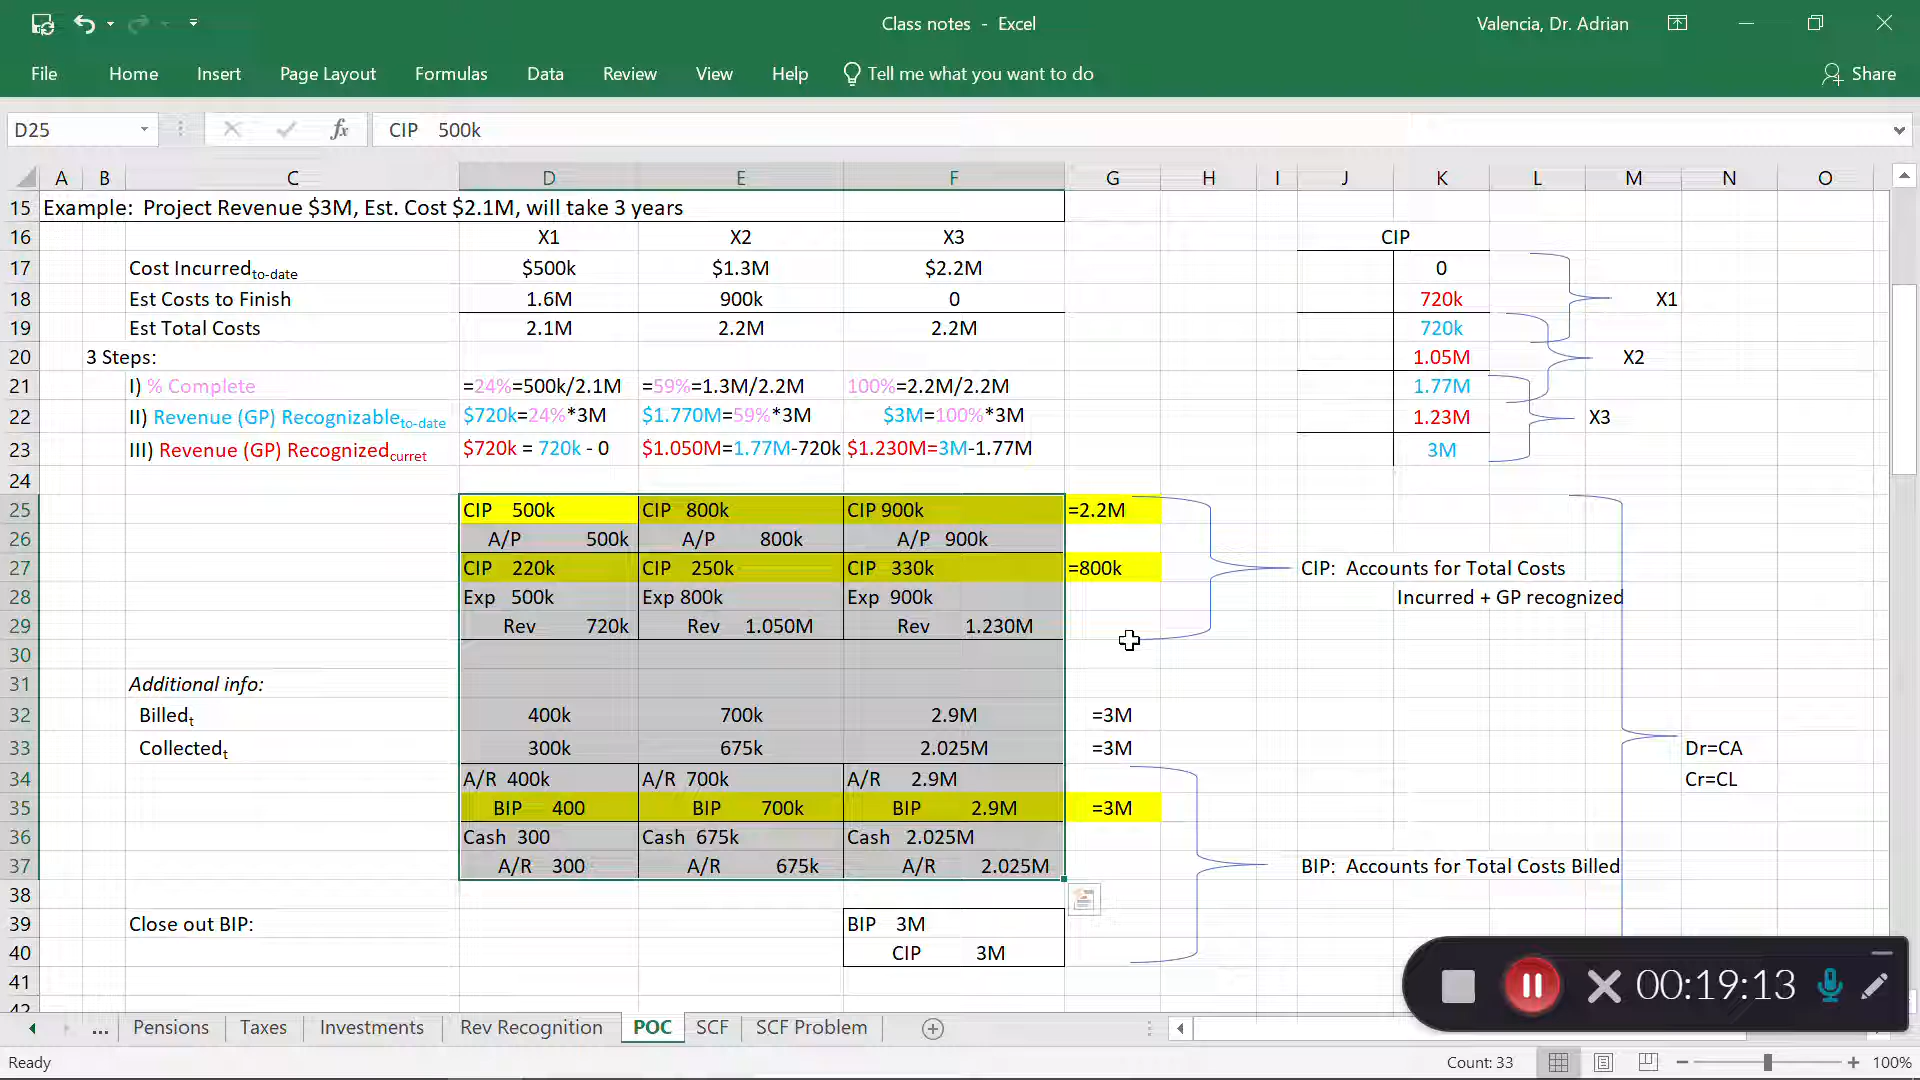 Class notes - Excel
Valencia, Dr. Adrian
File Home Insert Page Layout Formulas Data Review View Help Tell me what you want to do Share
D25 fx CIP 500k
A B C D E F G H I J K L M N O
15 Example: Project Revenue $3M, Est. Cost $2.1M, will take 3 years
16 X1 X2 X3 CIP
17 Cost Incurred to-date $500k $1.3M $2.2M 0
18 Est Costs to Finish 1.6M 900k 0 720k X1
19 Est Total Costs 2.1M 2.2M 2.2M 720k
20 3 Steps: 1.05M X2
21 I) % Complete =24%=500k/2.1M =59%=1.3M/2.2M 100%=2.2M/2.2M 1.77M
22 II) Revenue (GP) Recognizable to-date $720k=24%*3M $1.770M=59%*3M $3M=100%*3M 1.23M X3
23 III) Revenue (GP) Recognized curret $720k = 720k - 0 $1.050M=1.77M-720k $1.230M=3M-1.77M 3M
24
25 CIP 500k CIP 800k CIP 900k =2.2M
26 A/P 500k A/P 800k A/P 900k
27 CIP 220k CIP 250k CIP 330k =800k CIP: Accounts for Total Costs
28 Exp 500k Exp 800k Exp 900k Incurred + GP recognized
29 Rev 720k Rev 1.050M Rev 1.230M
30
31 Additional info:
32 Billed t 400k 700k 2.9M =3M
33 Collected t 300k 675k 2.025M =3M Dr=CA
34 A/R 400k A/R 700k A/R 2.9M Cr=CL
35 BIP 400 BIP 700k BIP 2.9M =3M
36 Cash 300 Cash 675k Cash 2.025M
37 A/R 300 A/R 675k A/R 2.025M BIP: Accounts for Total Costs Billed
38
39 Close out BIP: BIP 3M
40 CIP 3M
41
00:19:13
... Pensions Taxes Investments Rev Recognition POC SCF SCF Problem
Ready Count: 33 100%